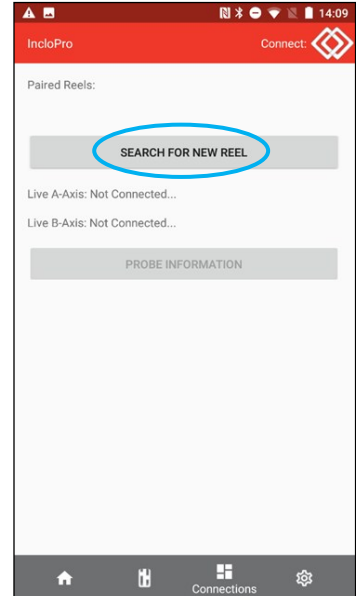 14:09
IncloPro
Connect:
Paired Reels:
SEARCH FOR NEW REEL
Live A-Axis: Not Connected...
Live B-Axis: Not Connected...
PROBE INFORMATION
Connections